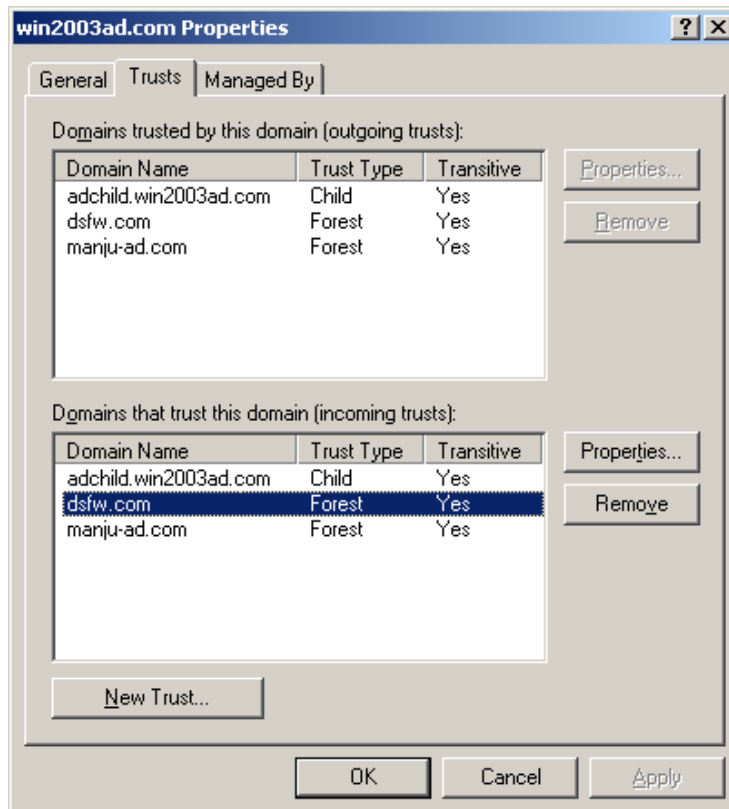 win2003ad.com Properties
General Trusts Managed By
Domains trusted by this domain (outgoing trusts):
Domain Name Trust Type Transitive Properties...
adchild.win2003ad.com Child Yes
dsfw.com Forest Yes Remove
manju-ad.com Forest Yes
Domains that trust this domain (incoming trusts):
Domain Name Trust Type Transitive Properties...
adchild.win2003ad.com Child Yes
dsfw.com Forest Yes Remove
manju-ad.com Forest Yes
New Trust...
OK Cancel Apply